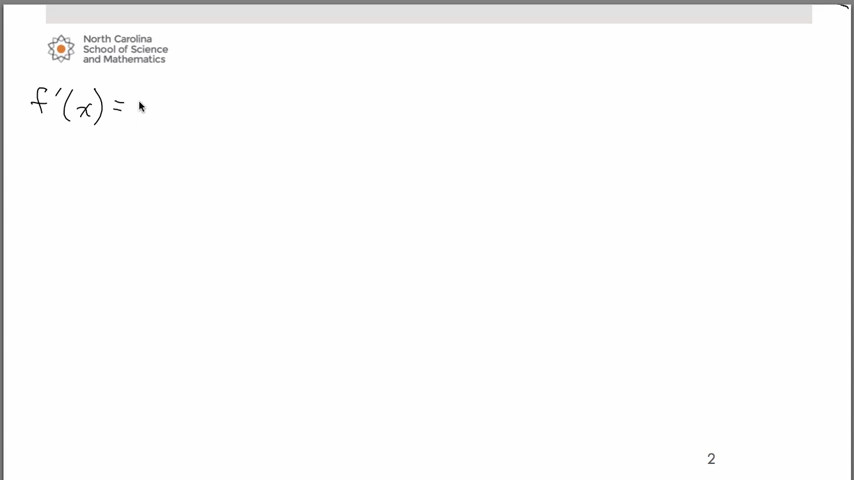 North Carolina
School of Science
and Mathematics
f'(x) =
2